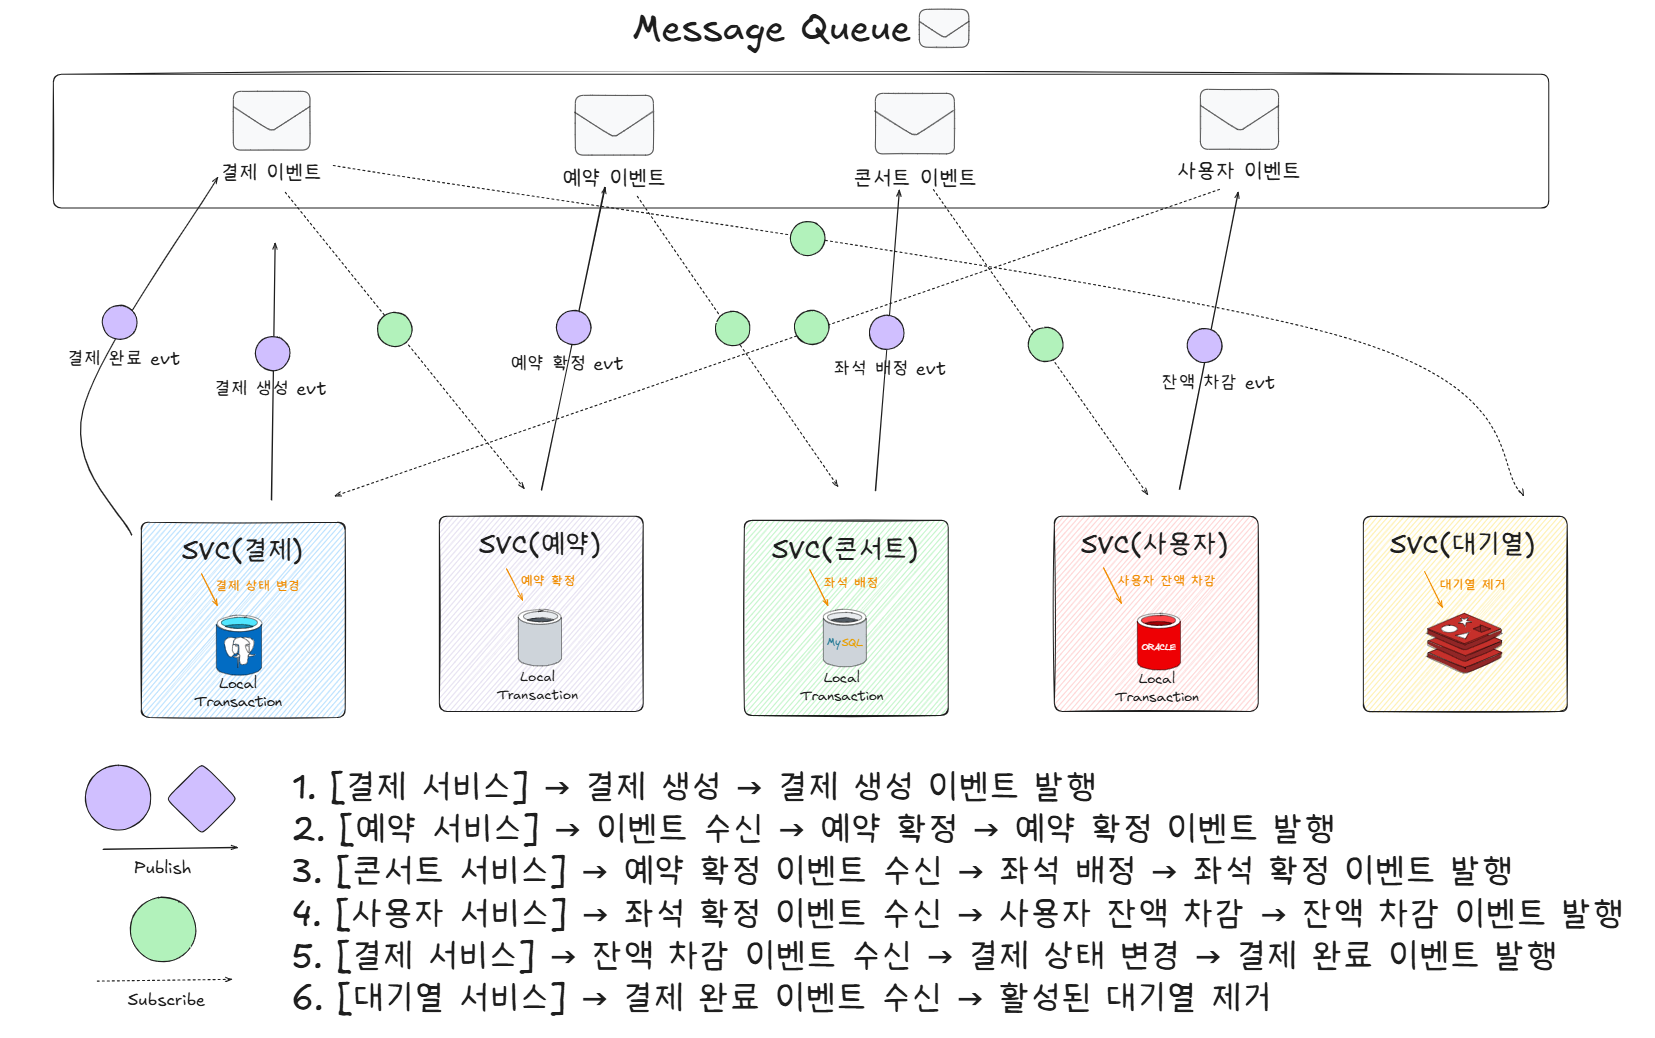 Message Queue
결제 이벤트
예약 이벤트
콘서트 이벤트
사용자 이벤트
결제 완료 evt
결제 생성 evt
예약 확정 evt
좌석 배정 evt
잔액 차감 evt
SVC(결제)
결제 상태 변경
Local
Transaction
SVC(예약)
예약 확정
Local
Transaction
SVC(콘서트)
좌석 배정
MySQL
Local
Transaction
SVC(사용자)
사용자 잔액 차감
ORACLE
Local
Transaction
SVC(대기열)
대기열 제거
Publish
Subscribe
1. [결제 서비스] → 결제 생성 → 결제 생성 이벤트 발행
2. [예약 서비스] → 이벤트 수신 → 예약 확정 → 예약 확정 이벤트 발행
3. [콘서트 서비스] → 예약 확정 이벤트 수신 → 좌석 배정 → 좌석 확정 이벤트 발행
4. [사용자 서비스] → 좌석 확정 이벤트 수신 → 사용자 잔액 차감 → 잔액 차감 이벤트 발행
5. [결제 서비스] → 잔액 차감 이벤트 수신 → 결제 상태 변경 → 결제 완료 이벤트 발행
6. [대기열 서비스] → 결제 완료 이벤트 수신 → 활성된 대기열 제거